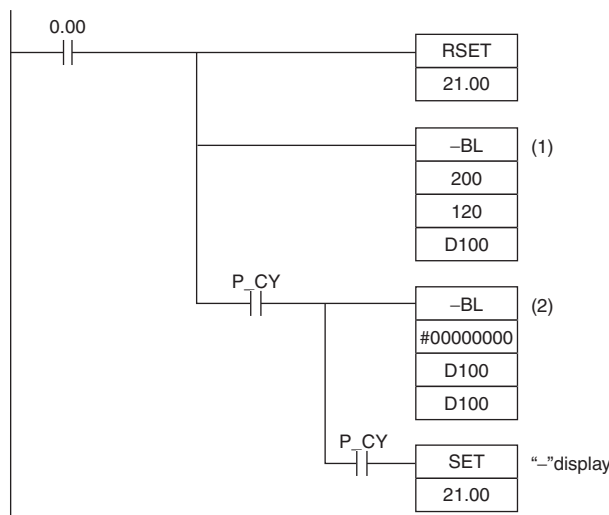 0.00
RSET
21.00
–BL (1)
200
120
D100
P_CY
–BL (2)
#00000000
D100
D100
P_CY
SET “–”display
21.00